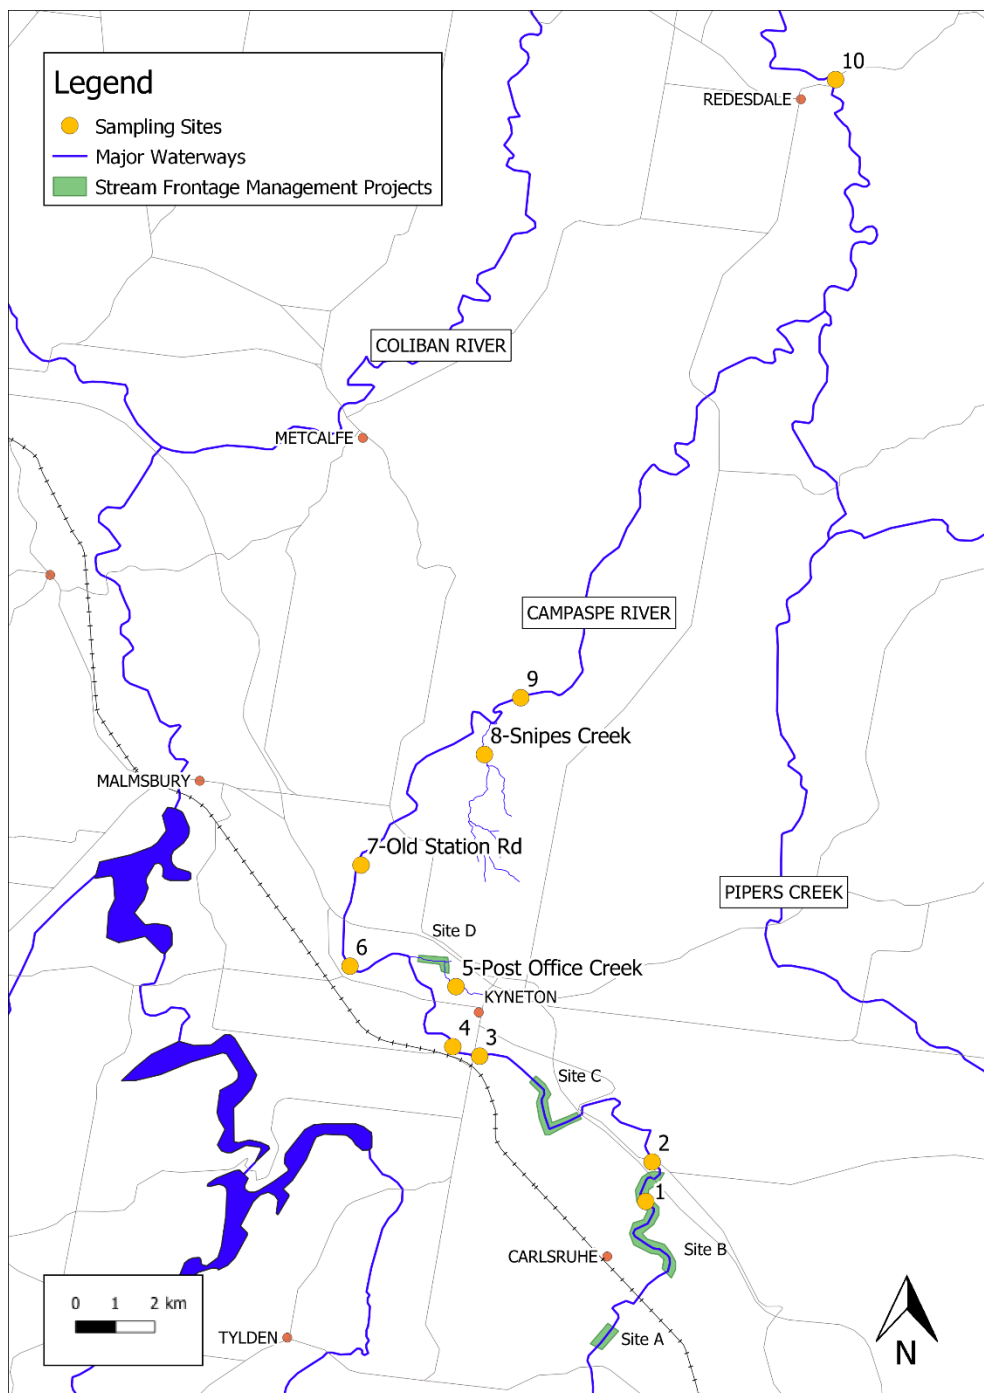 Legend
Sampling Sites
Major Waterways
Stream Frontage Management Projects
10
REDESDALE
COLIBAN RIVER
METCALFE
CAMPASPE RIVER
9
8-Snipes Creek
MALMSBURY
7-Old Station Rd
PIPERS CREEK
Site D
6
5-Post Office Creek
KYNETON
4
3
Site C
2
1
Site B
CARLSRUHE
0 1 2 km
TYLDEN
Site A
N